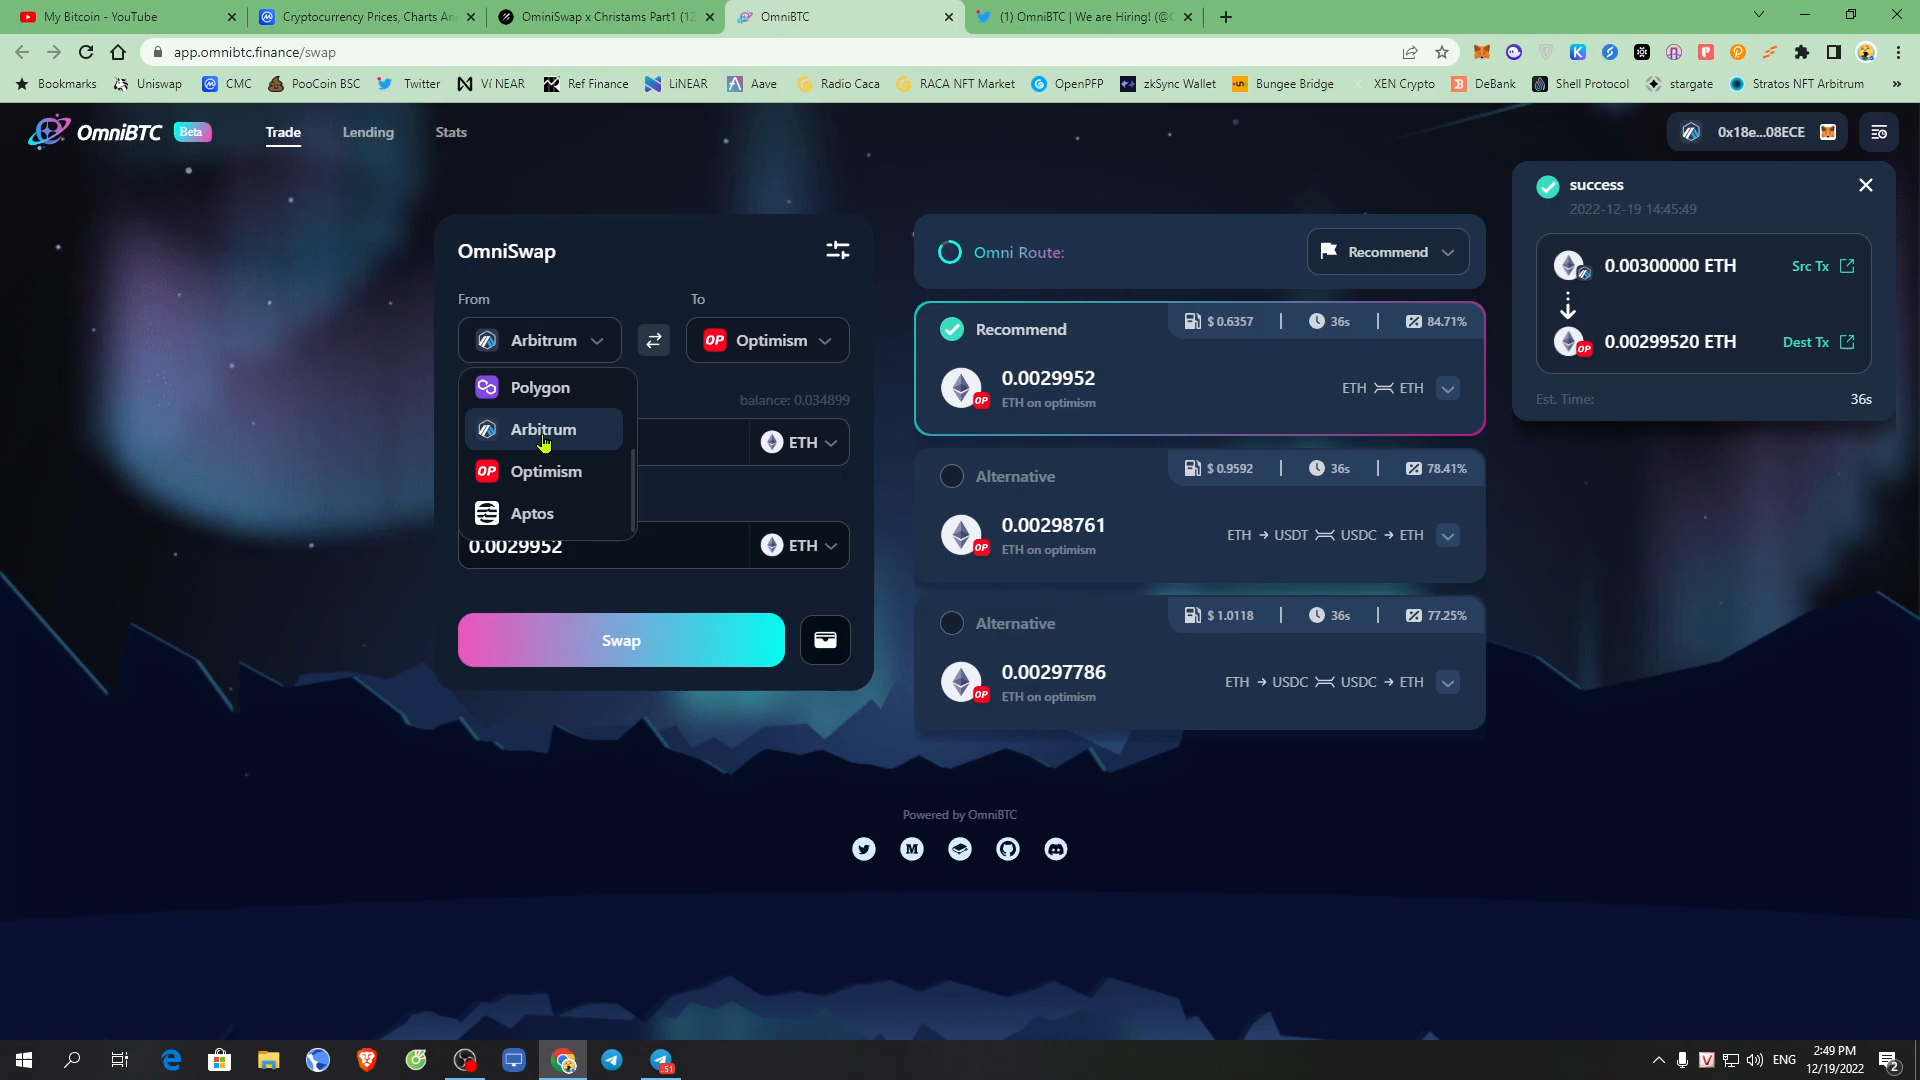 My Bitcoin - YouTube
Cryptocurrency Prices, Charts An
OminiSwap x Christams Part1 (12
OmniBTC
(1) OmniBTC | We are Hiring! (@
app.omnibtc.finance/swap
Bookmarks
Uniswap
CMC
PooCoin BSC
Twitter
Ví NEAR
Ref Finance
LiNEAR
Aave
Radio Caca
RACA NFT Market
OpenPFP
zkSync Wallet
Bungee Bridge
XEN Crypto
DeBank
Shell Protocol
stargate
Stratos NFT Arbitrum
»
OmniBTC
Beta
Trade
Lending
Stats
0x18e...08ECE
success
2022-12-19 14:45:49
0.00300000 ETH
Src Tx
0.00299520 ETH
Dest Tx
Est. Time:
36s
OmniSwap
From
To
Arbitrum
Optimism
Polygon
Arbitrum
Optimism
Aptos
balance: 0.034899
ETH
0.0029952
ETH
Swap
Omni Route:
Recommend
Recommend
$ 0.6357
36s
84.71%
0.0029952
ETH on optimism
ETH
ETH
Alternative
$ 0.9592
36s
78.41%
0.00298761
ETH on optimism
ETH → USDT
USDC → ETH
Alternative
$ 1.0118
36s
77.25%
0.00297786
ETH on optimism
ETH → USDC
USDC → ETH
Powered by OmniBTC
ENG
2:49 PM
12/19/2022
2